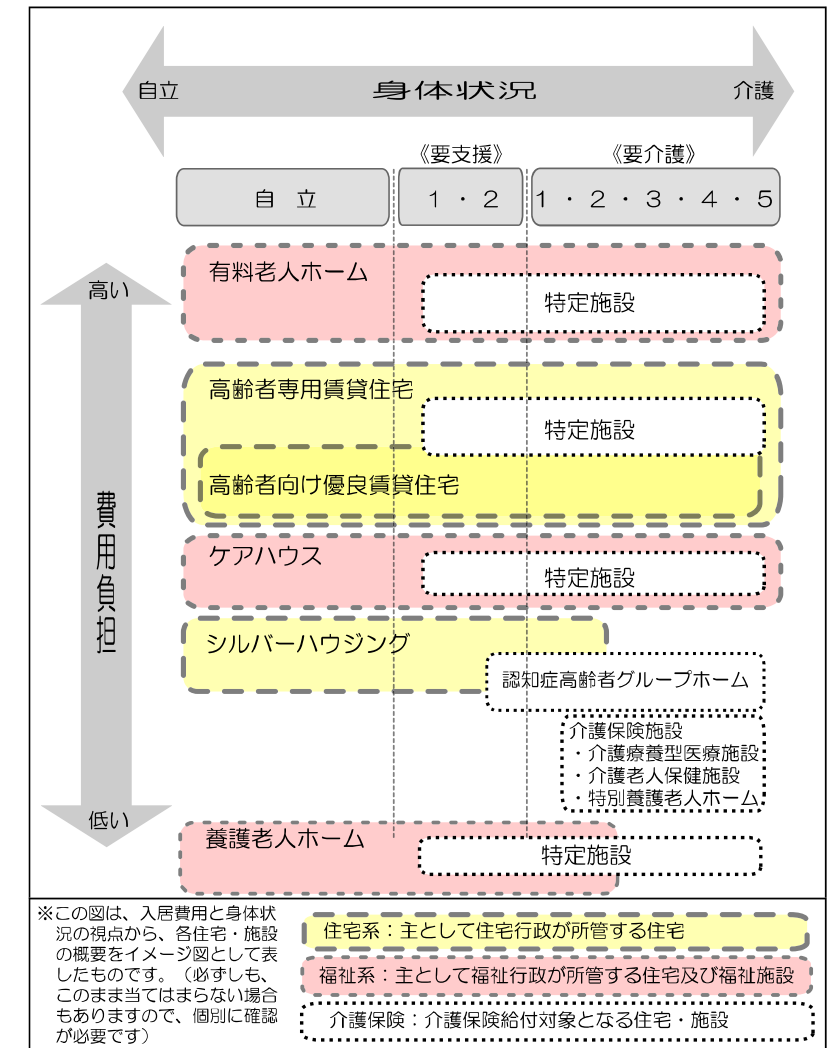 自立 身体状況 介護
《要支援》 《要介護》
自 立 1・2 1・2・3・4・5
高い
有料老人ホーム
特定施設
高齢者専用賃貸住宅
特定施設
高齢者向け優良賃貸住宅
費用負担
ケアハウス
特定施設
シルバーハウジング
認知症高齢者グループホーム
介護保険施設
・介護療養型医療施設
・介護老人保健施設
・特別養護老人ホーム
低い
養護老人ホーム
特定施設
※この図は、入居費用と身体状
況の視点から、各住宅・施設
の概要をイメージ図として表
したものです。（必ずしも、
このまま当てはまらない場合
もありますので、個別に確認
が必要です）
住宅系：主として住宅行政が所管する住宅
福祉系：主として福祉行政が所管する住宅及び福祉施設
介護保険：介護保険給付対象となる住宅・施設